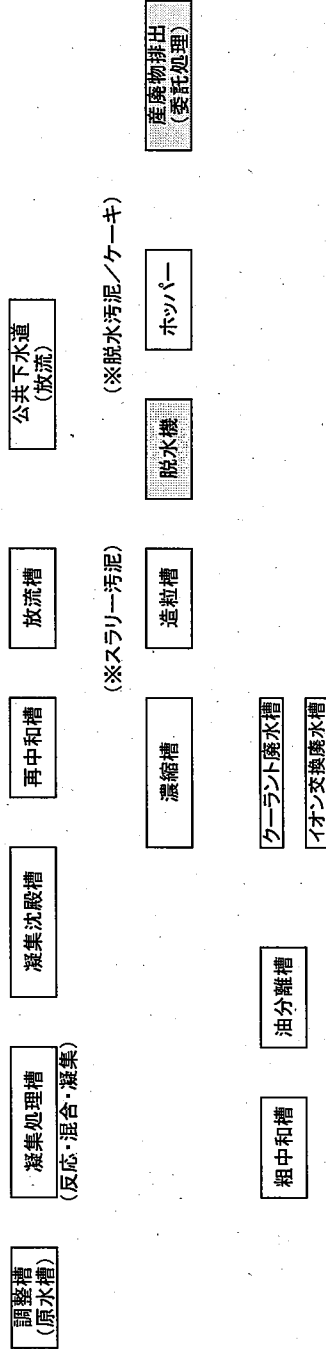 調整槽
(原水槽)
凝集処理槽
(反応・混合・凝集)
凝集沈殿槽
再中和槽
放流槽
公共下水道
(放流)
(※スラリー汚泥)
(※脱水汚泥/ケーキ)
濃縮槽
造粒槽
脱水機
ホッパー
産廃物排出
(委託処理)
粗中和槽
油分離槽
クーラント廃水槽
イオン交換廃水槽